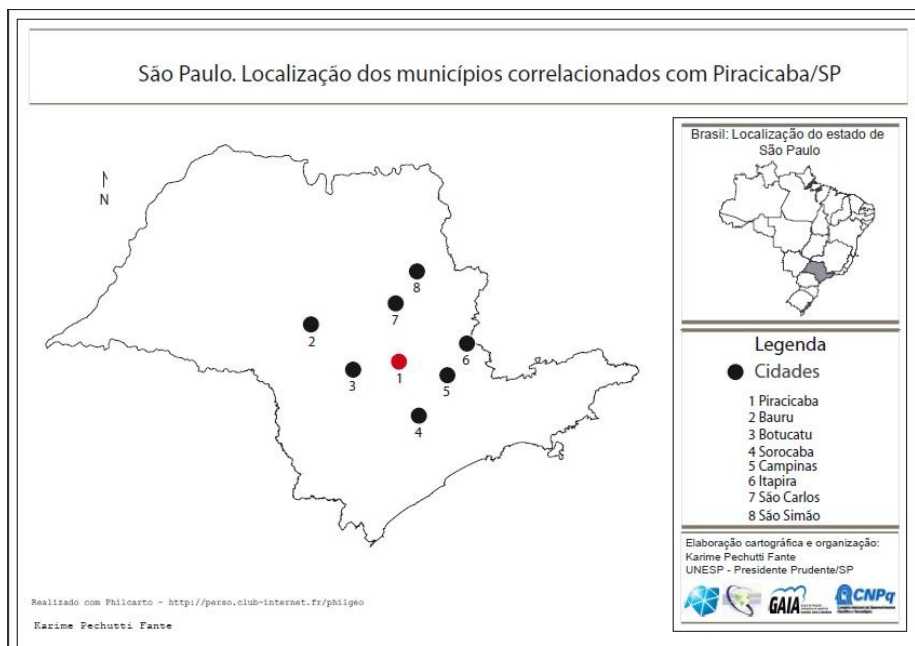 São Paulo. Localização dos municípios correlacionados com Piracicaba/SP
N
8
7
2
6
3
1
5
4
Brasil: Localização do estado de
São Paulo
Legenda
Cidades
1 Piracicaba
2 Bauru
3 Botucatu
4 Sorocaba
5 Campinas
6 Itapira
7 São Carlos
8 São Simão
Elaboração cartográfica e organização:
Karime Pechutti Fante
UNESP - Presidente Prudente/SP
GAIA
CNPq
Realizado com Philcarto - http://perso.club-internet.fr/philgeo
Karime Pechutti Fante